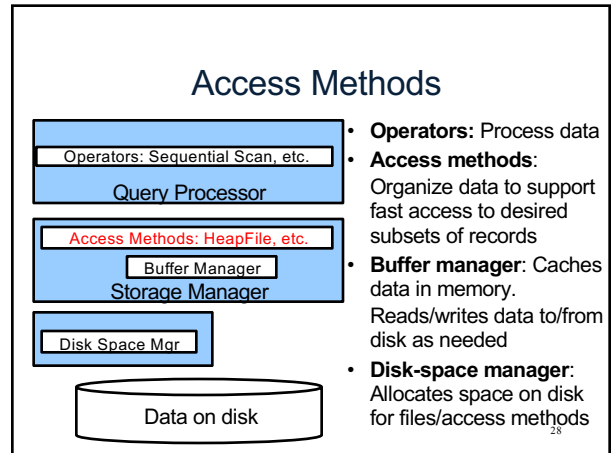 Access Methods
Operators: Sequential Scan, etc.
Query Processor
Access Methods: HeapFile, etc.
Buffer Manager
Storage Manager
Disk Space Mgr
Data on disk
• Operators: Process data
• Access methods:
Organize data to support
fast access to desired
subsets of records
• Buffer manager: Caches
data in memory.
Reads/writes data to/from
disk as needed
• Disk-space manager:
Allocates space on disk
for files/access methods
28